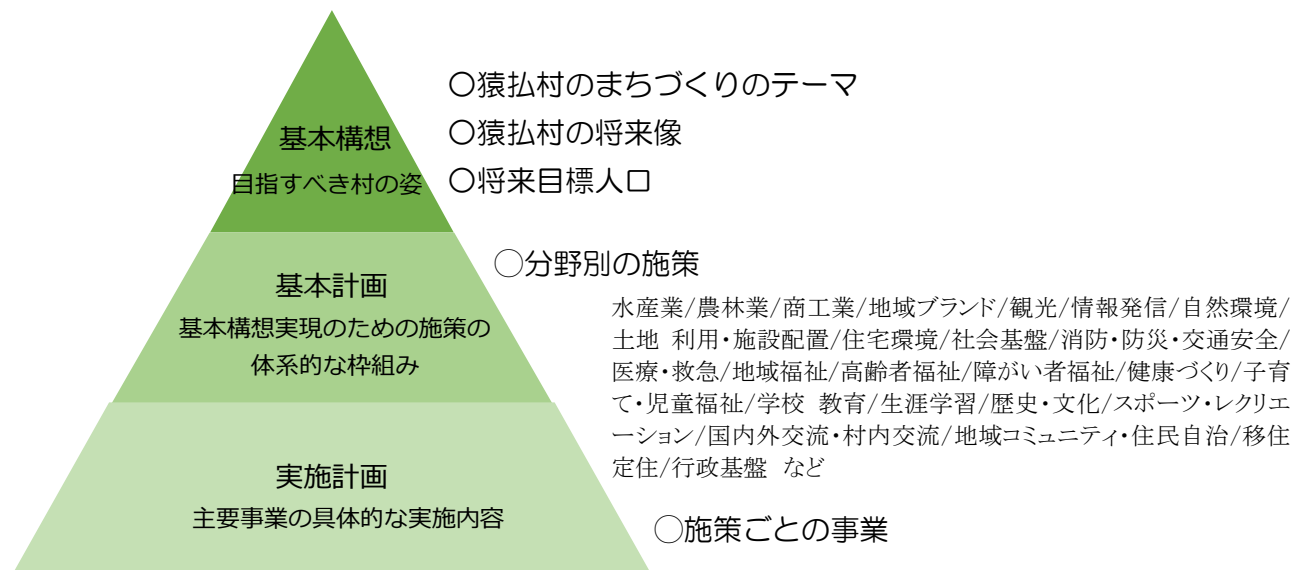 基本構想
目指すべき村の姿
〇猿払村のまちづくりのテーマ
〇猿払村の将来像
〇将来目標人口
基本計画
基本構想実現のための施策の
体系的な枠組み
◯分野別の施策
水産業/農林業/商工業/地域ブランド/観光/情報発信/自然環境/
土地 利用・施設配置/住宅環境/社会基盤/消防・防災・交通安全/
医療・救急/地域福祉/高齢者福祉/障がい者福祉/健康づくり/子育
て・児童福祉/学校 教育/生涯学習/歴史・文化/スポーツ・レクリエ
ーション/国内外交流・村内交流/地域コミュニティ・住民自治/移住
定住/行政基盤 など
実施計画
主要事業の具体的な実施内容
◯施策ごとの事業